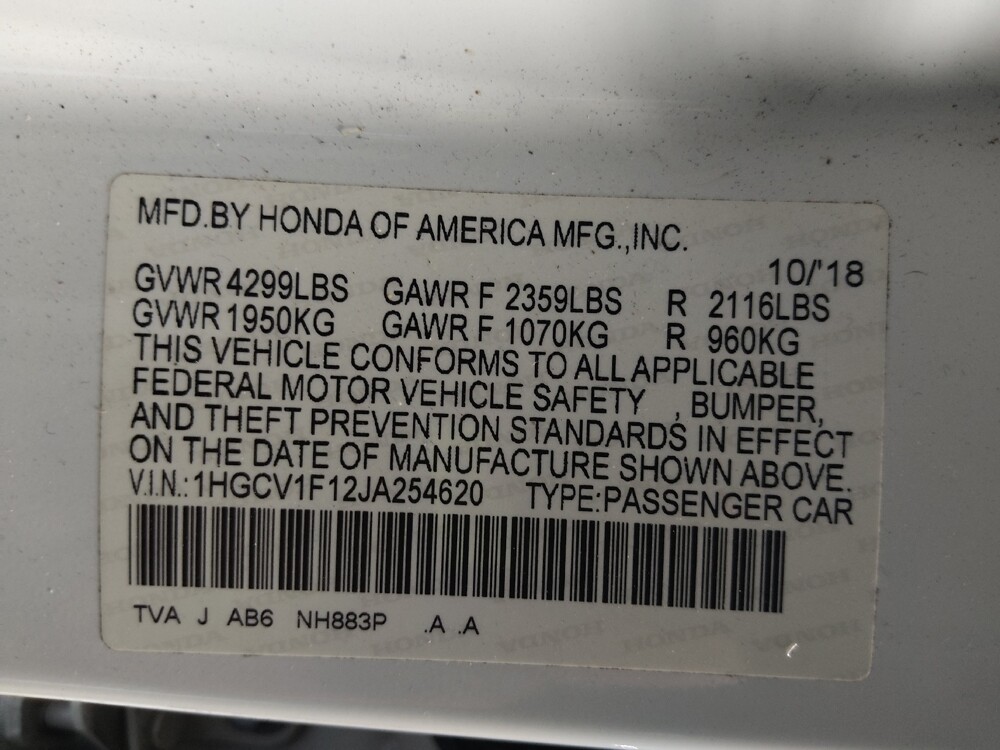 MFD.BY HONDA OF AMERICA MFG.,INC.
10/'18
GVWR 4299LBS GAWR F 2359LBS R 2116LBS
GVWR 1950KG GAWR F 1070KG R 960KG
THIS VEHICLE CONFORMS TO ALL APPLICABLE
FEDERAL MOTOR VEHICLE SAFETY , BUMPER,
AND THEFT PREVENTION STANDARDS IN EFFECT
ON THE DATE OF MANUFACTURE SHOWN ABOVE.
V.I.N.:1HGCV1F12JA254620 TYPE:PASSENGER CAR
TVA J AB6 NH883P .A .A